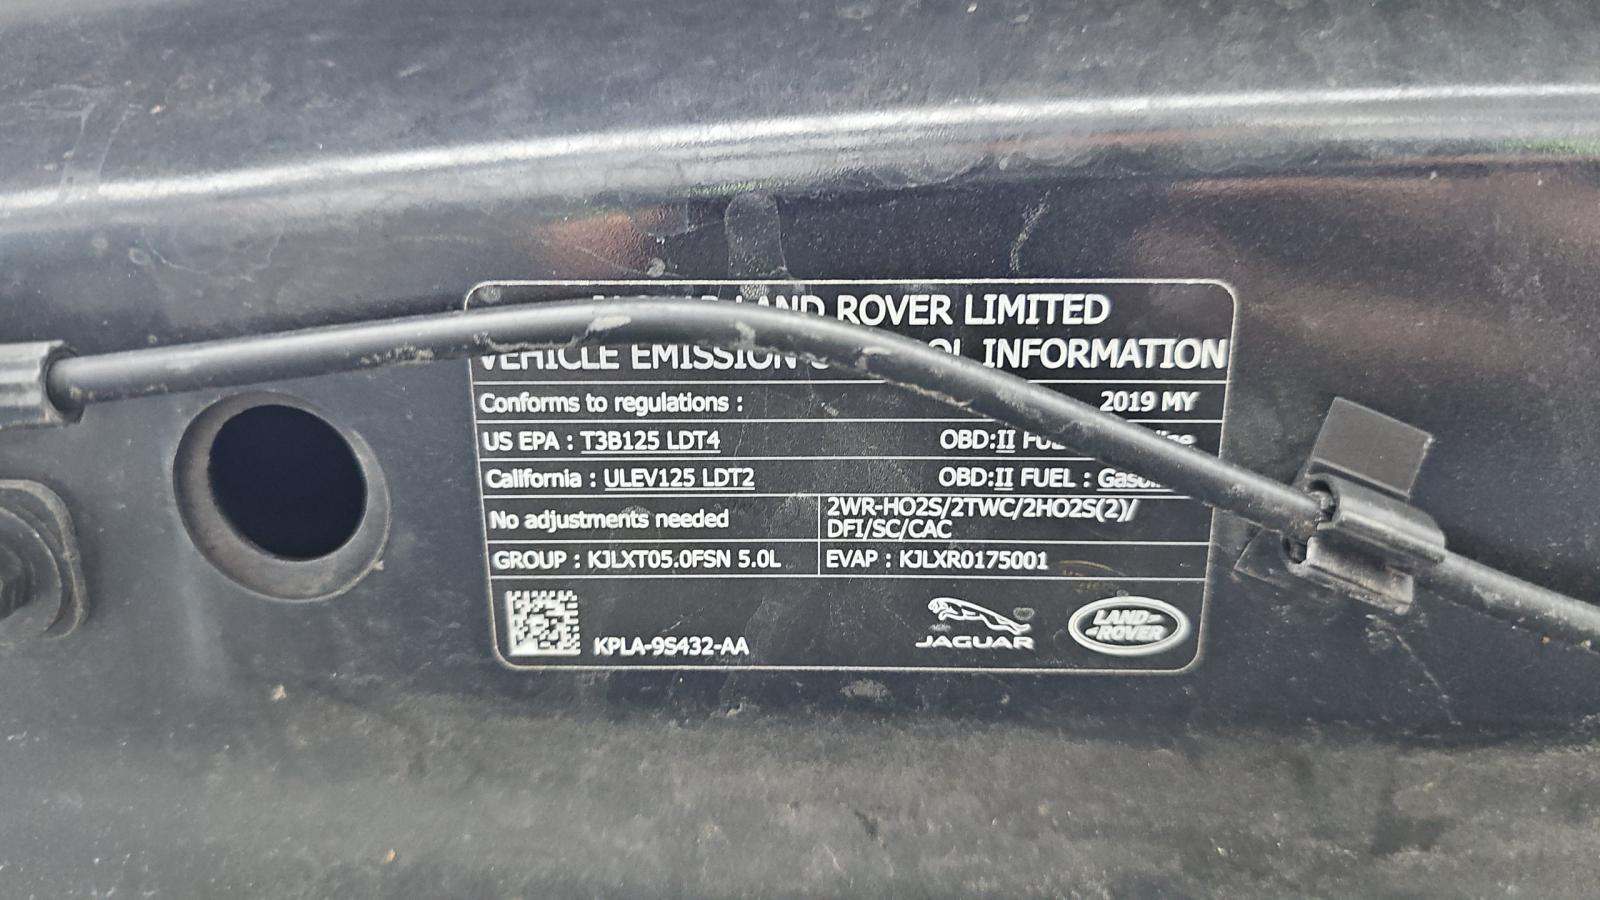 LAND ROVER LIMITED
VEHICLE EMISSION INFORMATION
Conforms to regulations : 2019 MY
US EPA : T3B125 LDT4 OBD:II
California : ULEV125 LDT2 OBD:II FUEL : Gasoline
No adjustments needed
2WR-HO2S/2TWC/2HO2S(2)/
DFI/SC/CAC
GROUP : KJLXT05.0FSN 5.0L EVAP : KJLXR0175001
KPLA-9S432-AA
JAGUAR
LAND
ROVER